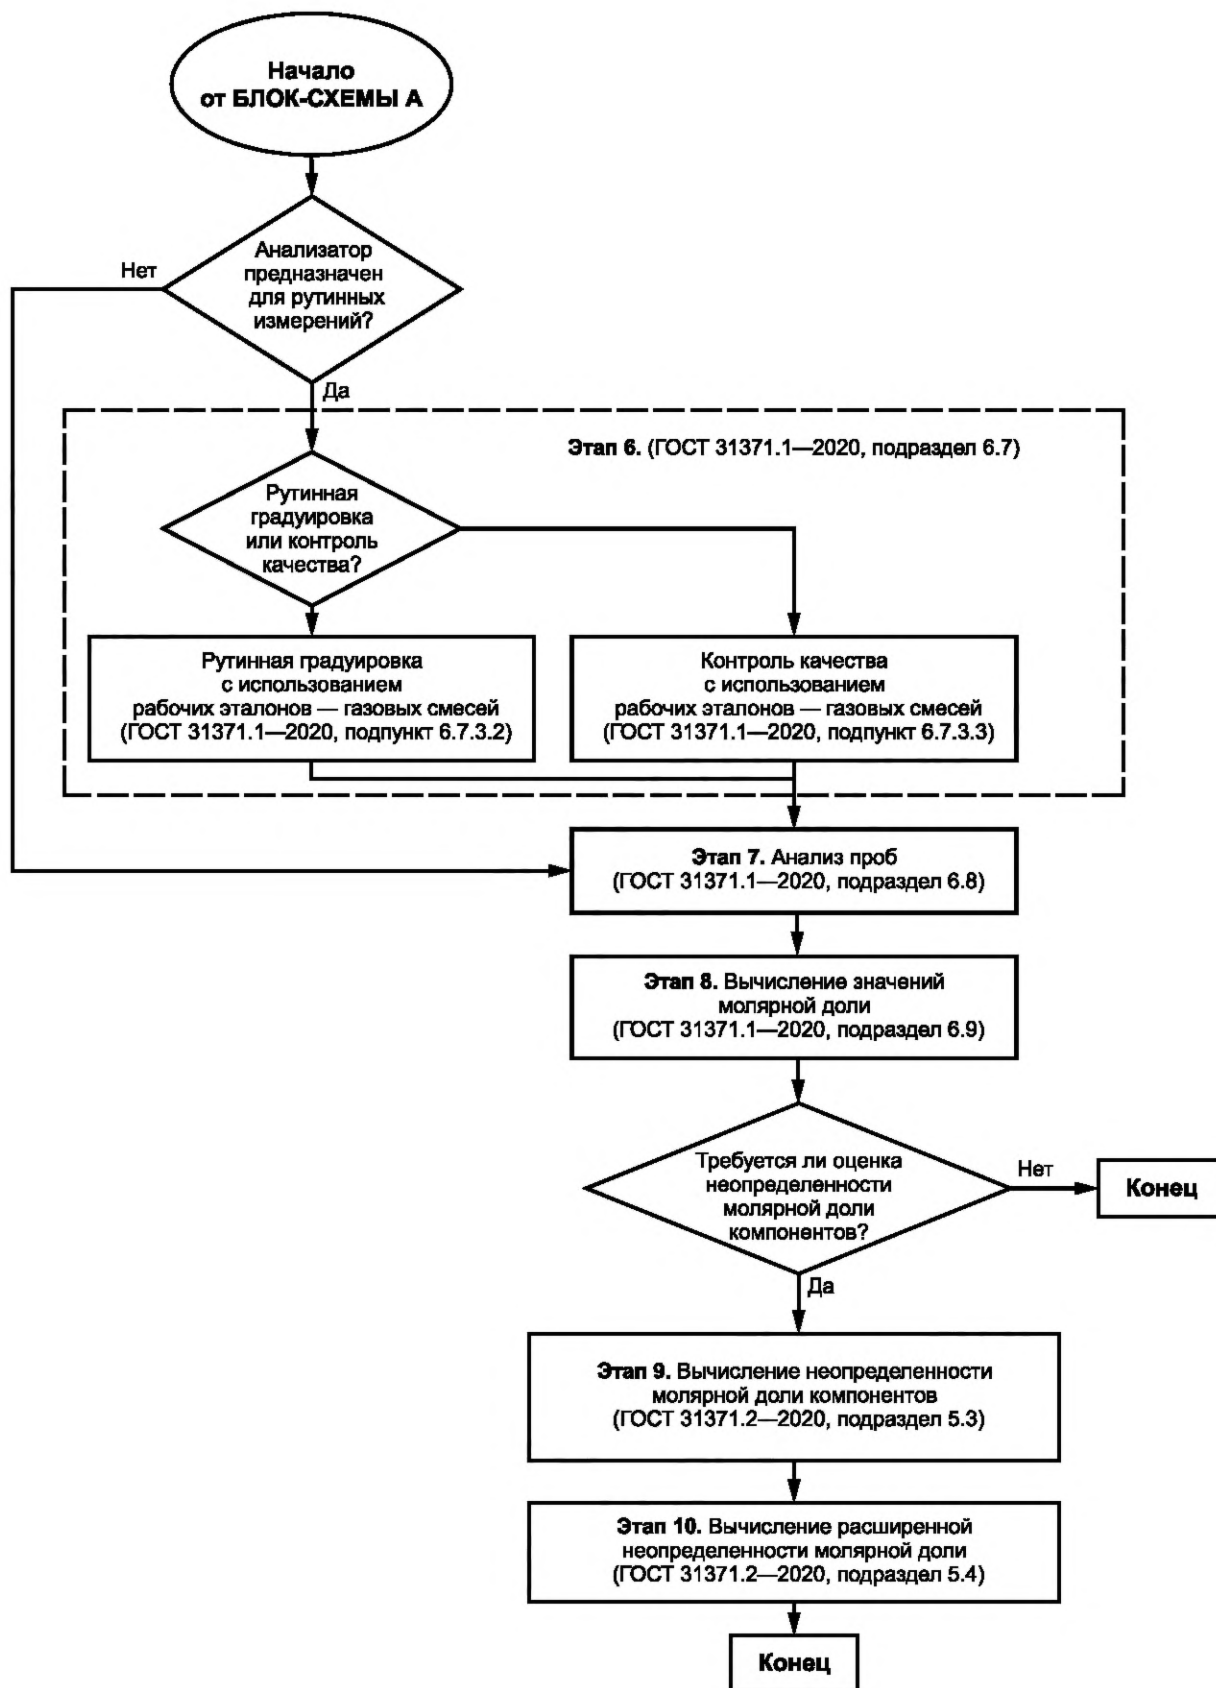 Начало
от БЛОК-СХЕМЫ А
Анализатор
предназначен
для рутинных
измерений?
Нет
Да
Этап 6. (ГОСТ 31371.1—2020, подраздел 6.7)
Рутинная
градуировка
или контроль
качества?
Рутинная градуировка
с использованием
рабочих эталонов — газовых смесей
(ГОСТ 31371.1—2020, подпункт 6.7.3.2)
Контроль качества
с использованием
рабочих эталонов — газовых смесей
(ГОСТ 31371.1—2020, подпункт 6.7.3.3)
Этап 7. Анализ проб
(ГОСТ 31371.1—2020, подраздел 6.8)
Этап 8. Вычисление значений
молярной доли
(ГОСТ 31371.1—2020, подраздел 6.9)
Требуется ли оценка
неопределенности
молярной доли
компонентов?
Нет
Конец
Да
Этап 9. Вычисление неопределенности
молярной доли компонентов
(ГОСТ 31371.2—2020, подраздел 5.3)
Этап 10. Вычисление расширенной
неопределенности молярной доли
(ГОСТ 31371.2—2020, подраздел 5.4)
Конец